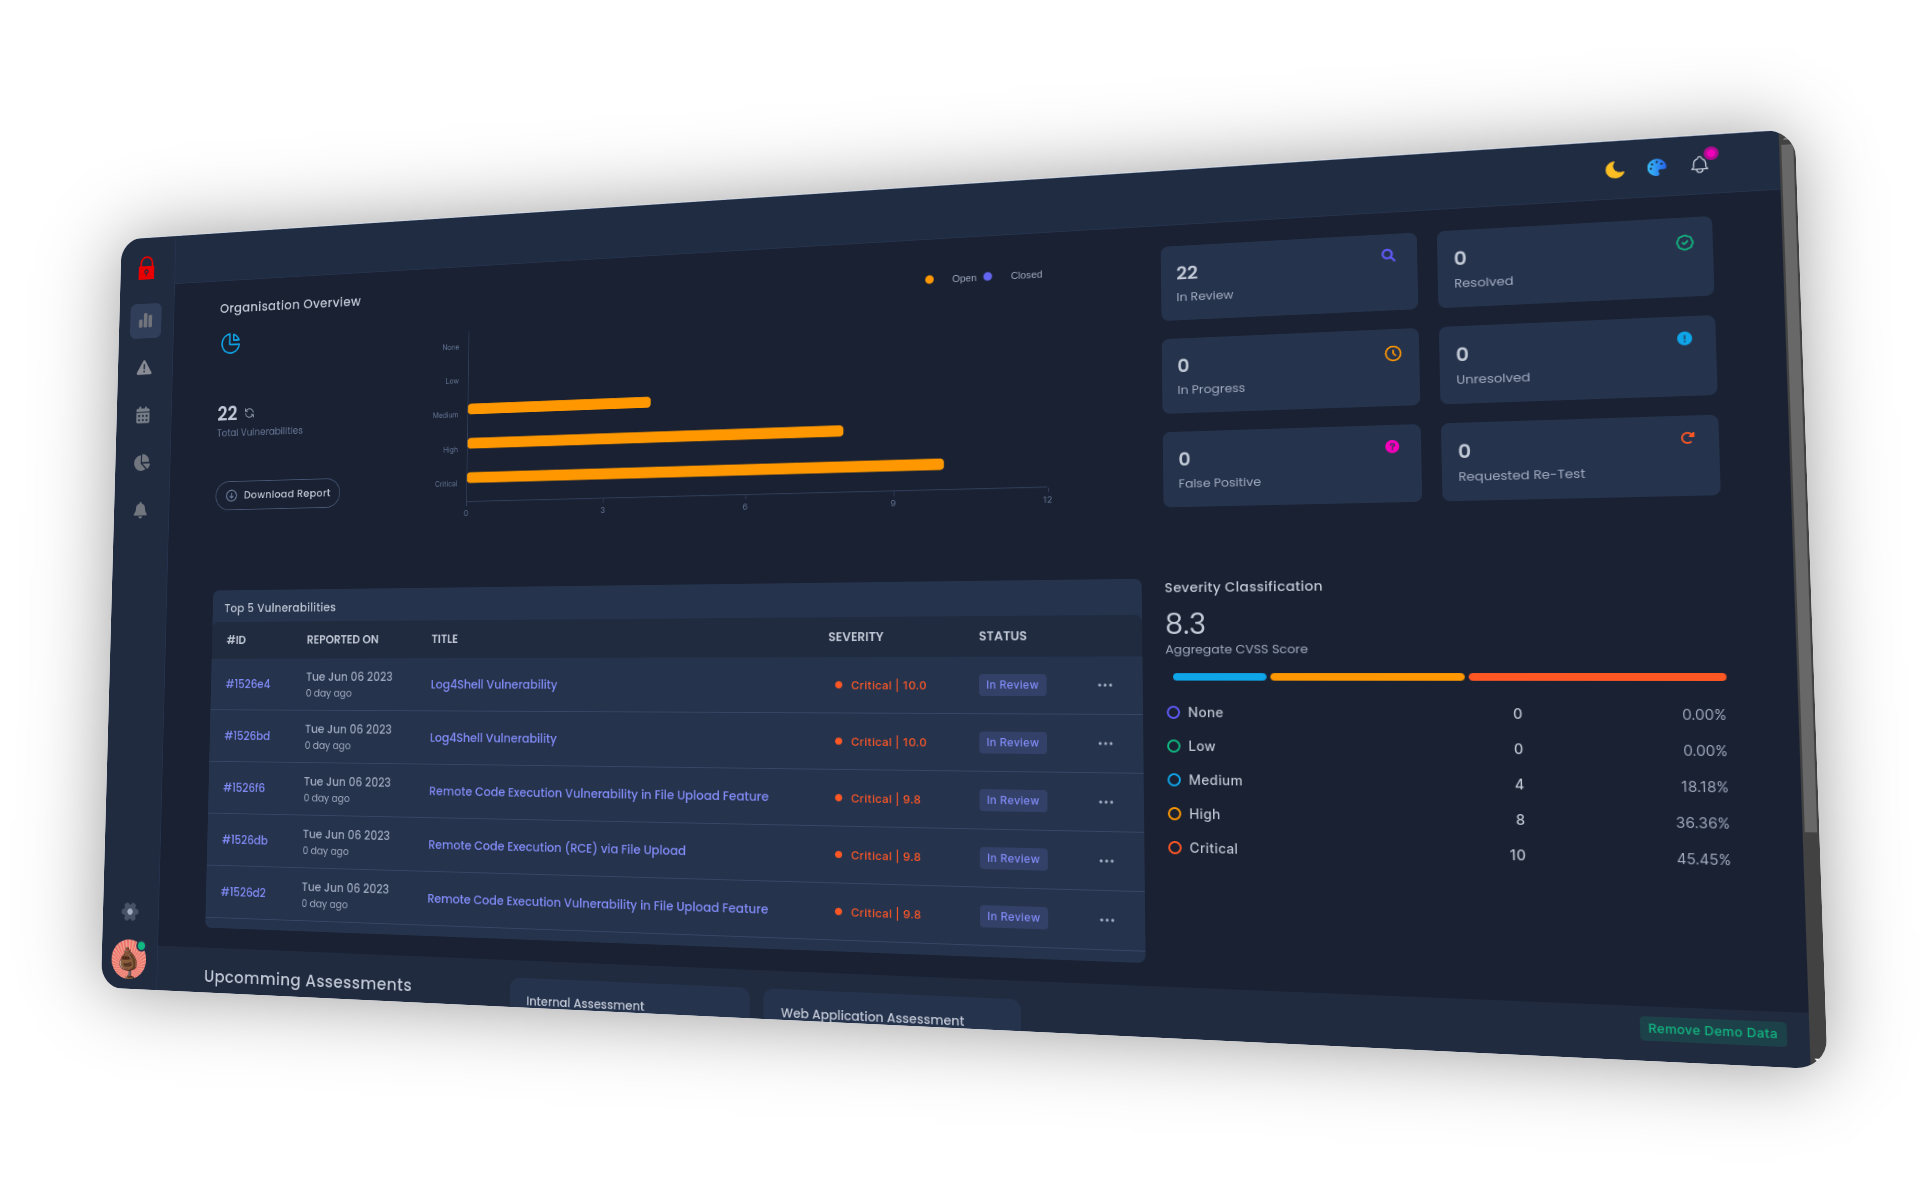 Organisation Overview
Open
Closed
22
Total Vulnerabilities
Download Report
None
Low
Medium
High
Critical
0
3
6
9
12
22
In Review
0
Resolved
0
In Progress
0
Unresolved
0
False Positive
0
Requested Re-Test
Top 5 Vulnerabilities
#ID REPORTED ON TITLE SEVERITY STATUS
#1526e4 Tue Jun 06 2023 Log4Shell Vulnerability Critical | 10.0 In Review
0 day ago
#1526bd Tue Jun 06 2023 Log4Shell Vulnerability Critical | 10.0 In Review
0 day ago
#1526f6 Tue Jun 06 2023 Remote Code Execution Vulnerability in File Upload Feature Critical | 9.8 In Review
0 day ago
#1526db Tue Jun 06 2023 Remote Code Execution (RCE) via File Upload Critical | 9.8 In Review
0 day ago
#1526d2 Tue Jun 06 2023 Remote Code Execution Vulnerability in File Upload Feature Critical | 9.8 In Review
0 day ago
Severity Classification
8.3
Aggregate CVSS Score
None 0 0.00%
Low 0 0.00%
Medium 4 18.18%
High 8 36.36%
Critical 10 45.45%
Upcomming Assessments
Internal Assessment
Web Application Assessment
Remove Demo Data